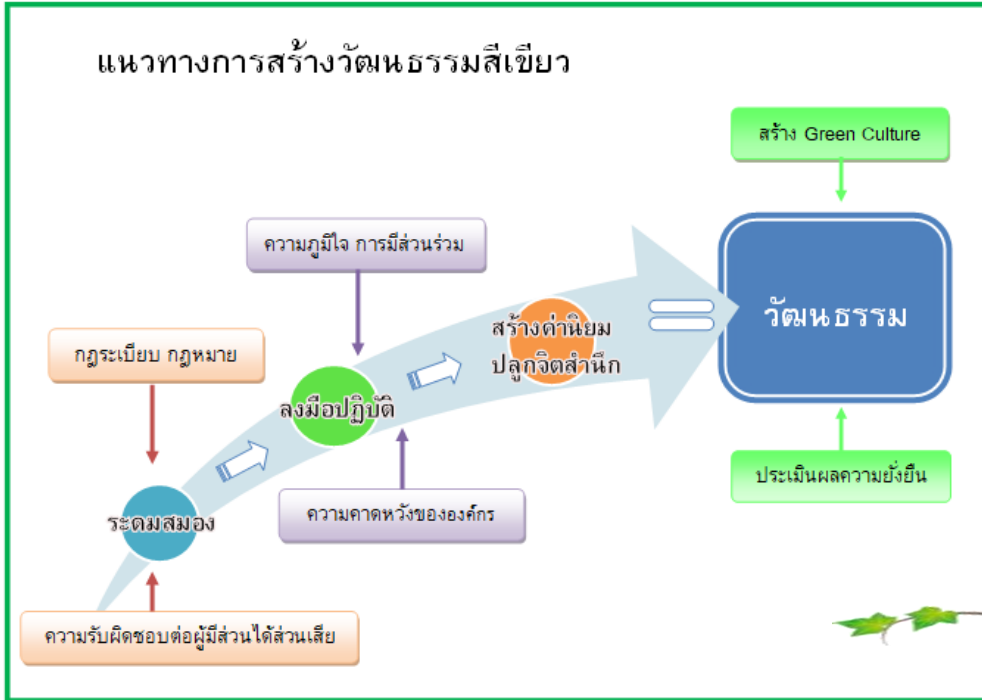 แนวทางการสร้างวัฒนธรรมสีเขียว
สร้าง Green Culture
ความภูมิใจ การมีส่วนร่วม
วัฒนธรรม
สร้างค่านิยม
ปลูกจิตสำนึก
กฎระเบียบ กฎหมาย
ลงมือปฏิบัติ
ประเมินผลความยั่งยืน
ความคาดหวังขององค์กร
ระดมสมอง
ความรับผิดชอบต่อผู้มีส่วนได้ส่วนเสีย